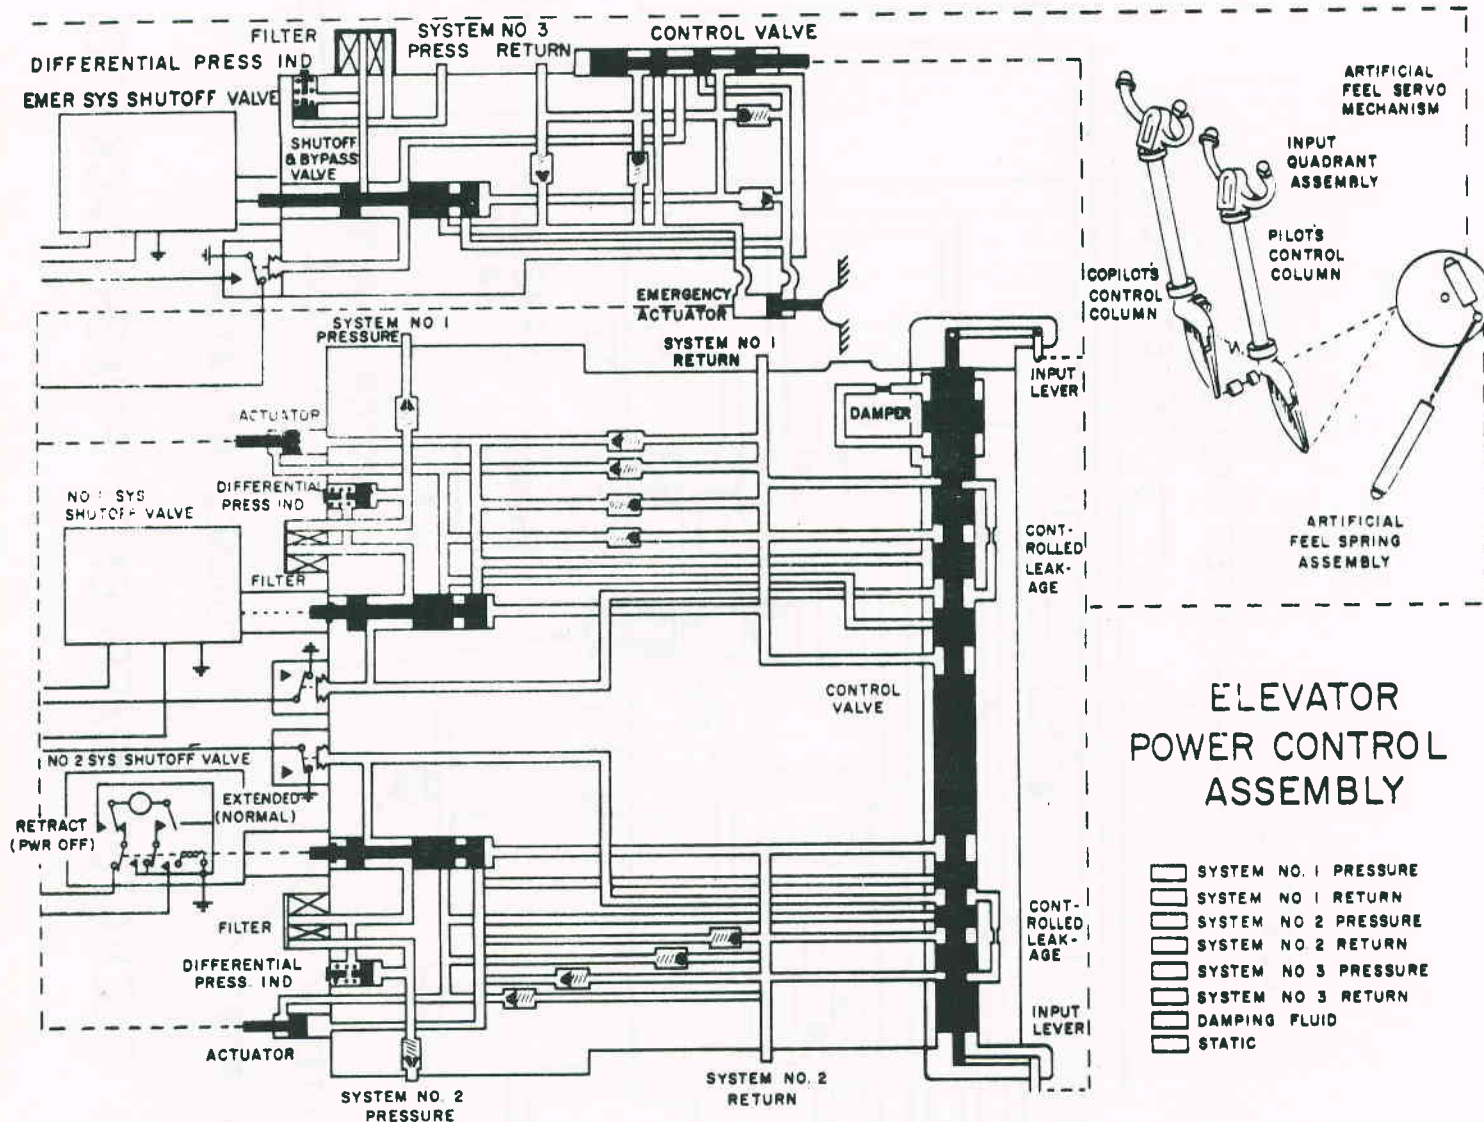 FILTER
SYSTEM NO 3
PRESS RETURN
CONTROL VALVE
DIFFERENTIAL PRESS IND
EMER SYS SHUTOFF VALVE
SHUTOFF
& BYPASS
VALVE
EMERGENCY
ACTUATOR
ARTIFICIAL
FEEL SERVO
MECHANISM
INPUT
QUADRANT
ASSEMBLY
PILOT'S
CONTROL
COLUMN
COPILOT'S
CONTROL
COLUMN
ARTIFICIAL
FEEL SPRING
ASSEMBLY
SYSTEM NO 1
PRESSURE
SYSTEM NO 1
RETURN
INPUT
LEVER
ACTUATOR
DAMPER
DIFFERENTIAL
PRESS IND
NO 1 SYS
SHUTOFF VALVE
FILTER
CONT-
ROLLED
LEAK-
AGE
CONTROL
VALVE
NO 2 SYS SHUTOFF VALVE
EXTENDED
(NORMAL)
RETRACT
(PWR OFF)
FILTER
DIFFERENTIAL
PRESS. IND
ACTUATOR
CONT-
ROLLED
LEAK-
AGE
INPUT
LEVER
SYSTEM NO. 2
PRESSURE
SYSTEM NO. 2
RETURN
ELEVATOR
POWER CONTROL
ASSEMBLY
SYSTEM NO. 1 PRESSURE
SYSTEM NO 1 RETURN
SYSTEM NO 2 PRESSURE
SYSTEM NO. 2 RETURN
SYSTEM NO 3 PRESSURE
SYSTEM NO 3 RETURN
DAMPING FLUID
STATIC